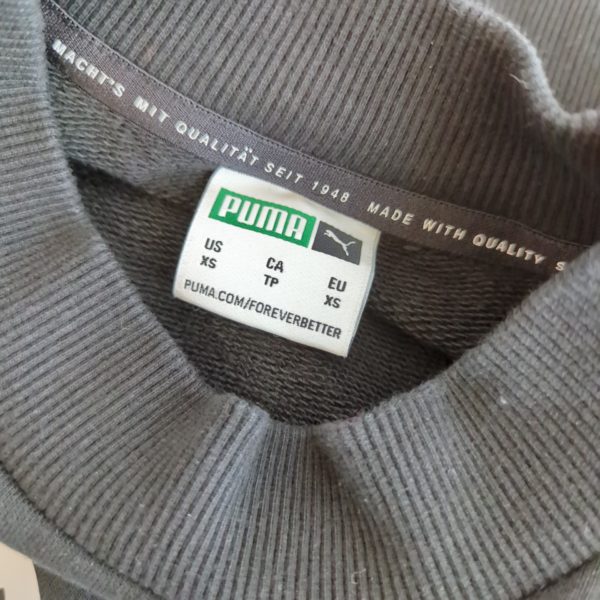 MACHT'S MIT QUALITÄT SEIT 1948 MADE WITH QUALITY S
PUMA
US CA EU
XS TP XS
PUMA.COM/FOREVERBETTER